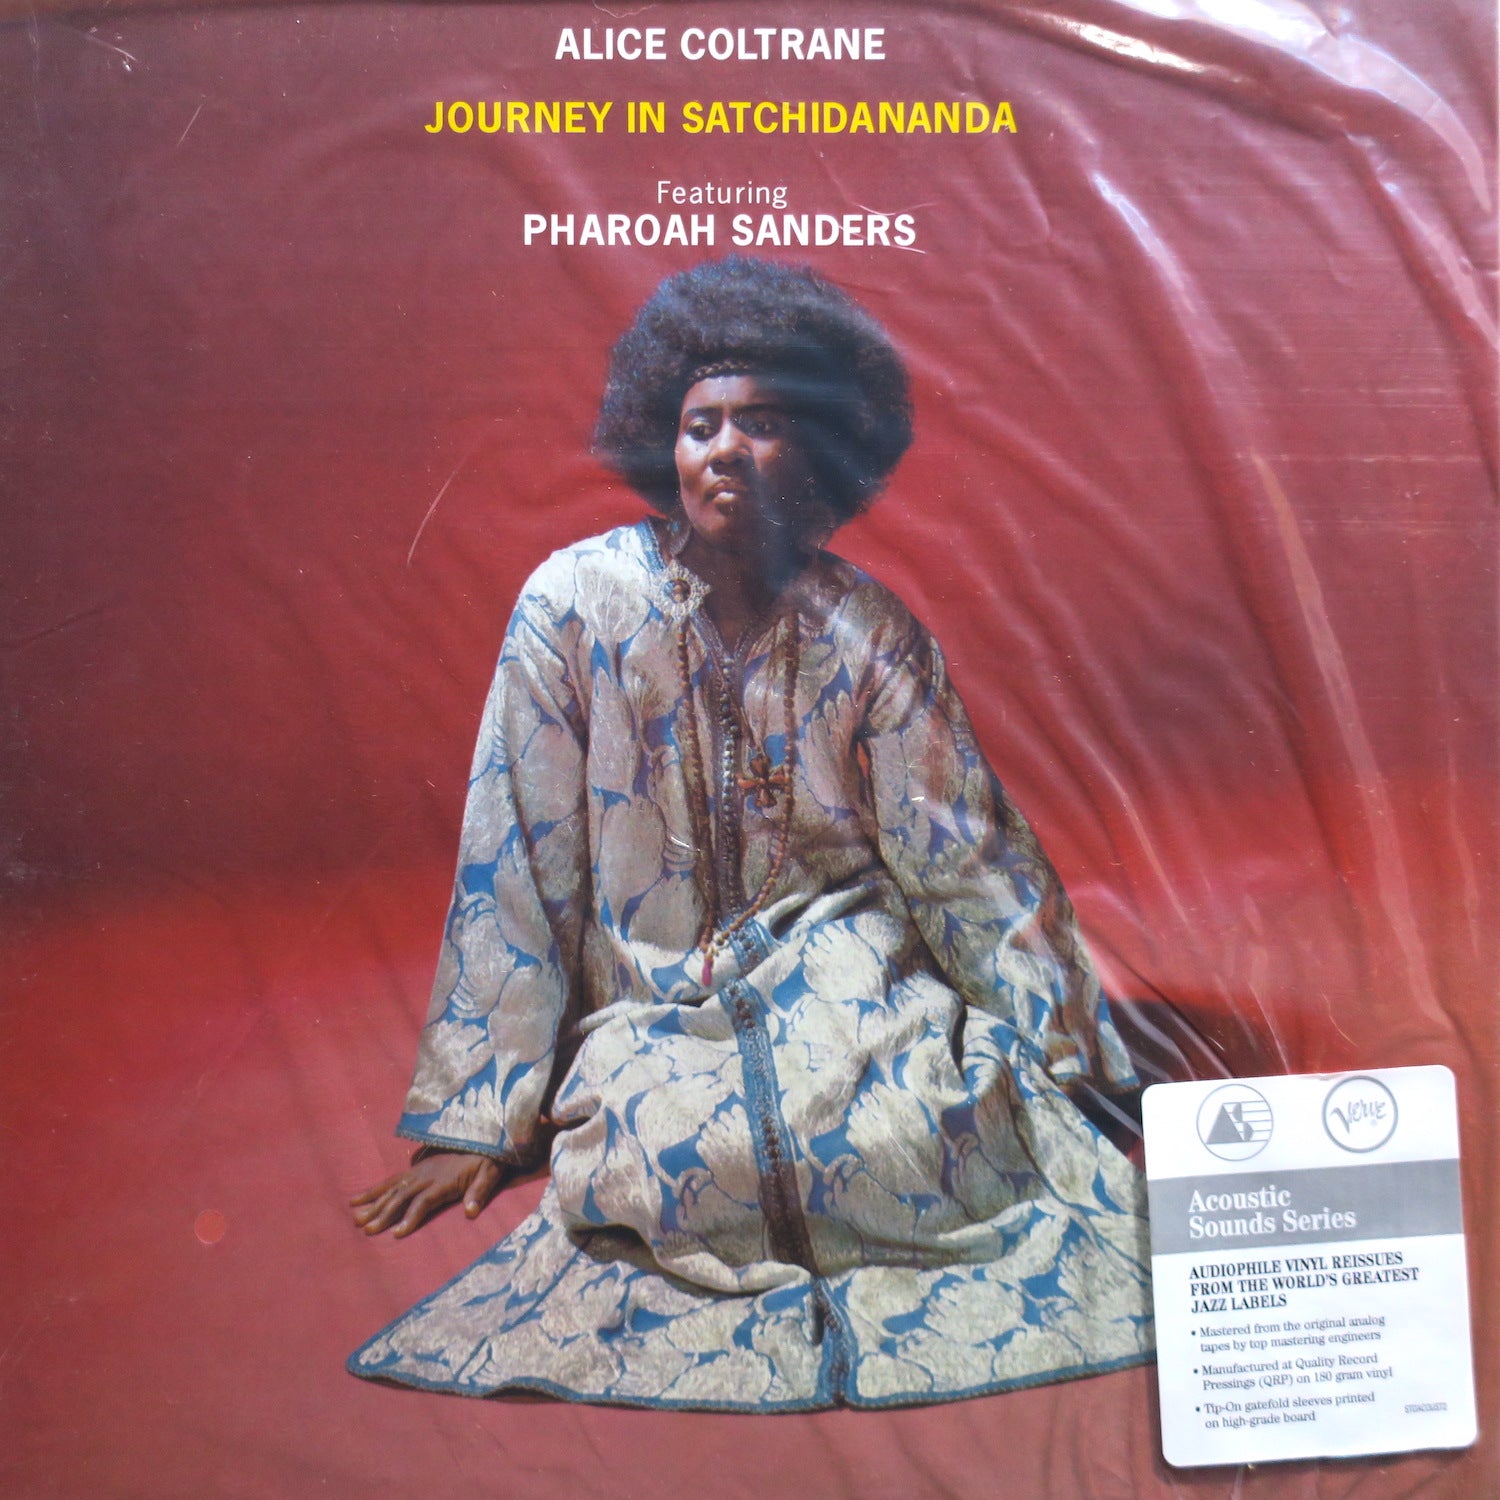 ALICE COLTRANE
JOURNEY IN SATCHIDANANDA
Featuring
PHAROAH SANDERS
AS
Verve
Acoustic
Sounds Series
AUDIOPHILE VINYL REISSUES
FROM THE WORLD'S GREATEST
JAZZ LABELS
• Mastered from the original analog
tapes by top mastering engineers
• Manufactured at Quality Record
Pressings (QRP) on 180 gram vinyl
• Tip-On gatefold sleeves printed
on high-grade board